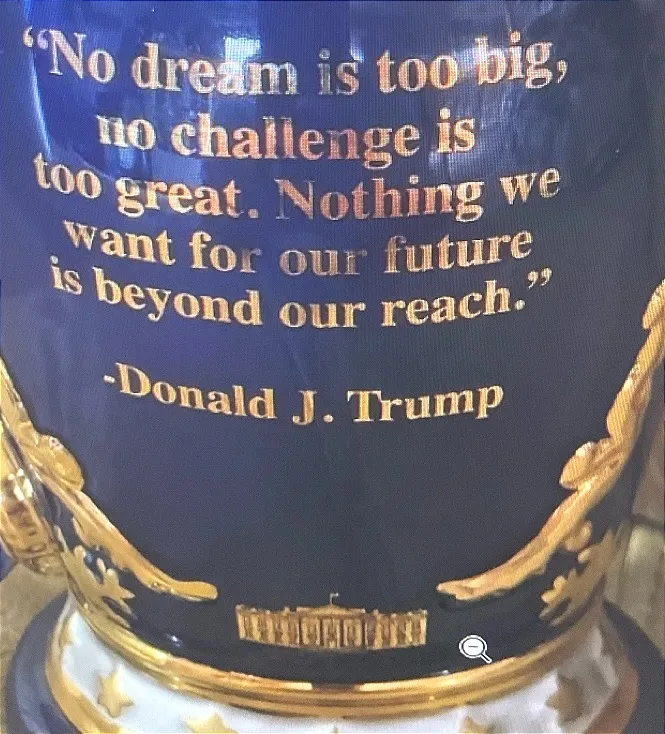 “No dream is too big,
no challenge is
too great. Nothing we
want for our future
is beyond our reach.”
-Donald J. Trump